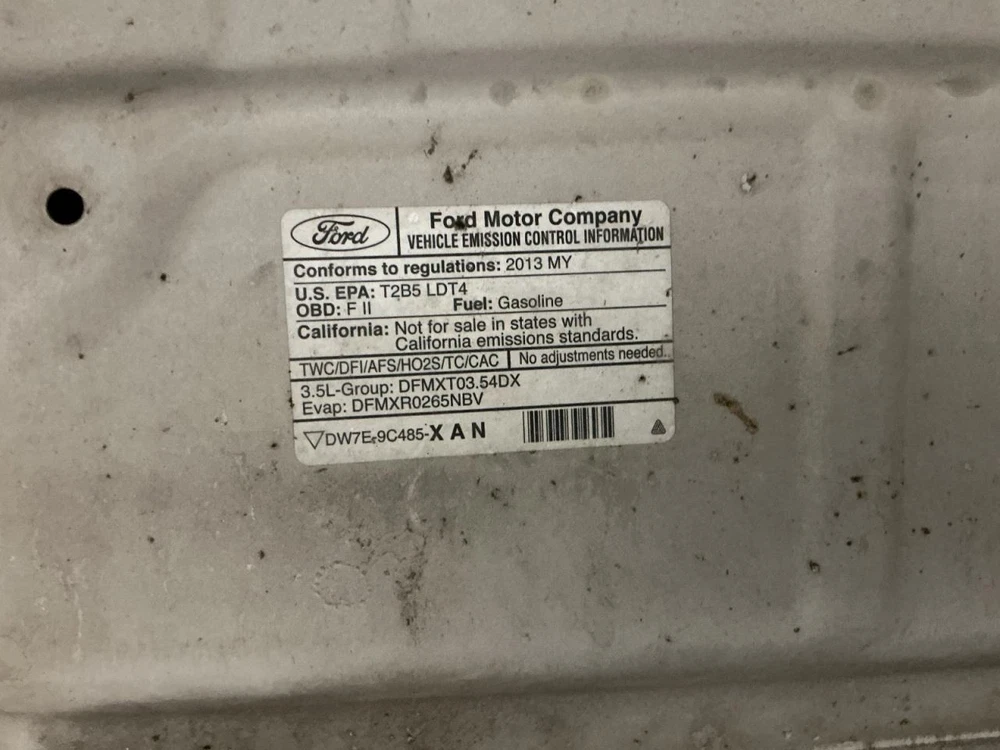 Ford
Ford Motor Company
VEHICLE EMISSION CONTROL INFORMATION
Conforms to regulations: 2013 MY
U.S. EPA: T2B5 LDT4
OBD: F II Fuel: Gasoline
California: Not for sale in states with
California emissions standards.
TWC/DFI/AFS/HO2S/TC/CAC No adjustments needed.
3.5L-Group: DFMXT03.54DX
Evap: DFMXR0265NBV
DW7E-9C485-X A N